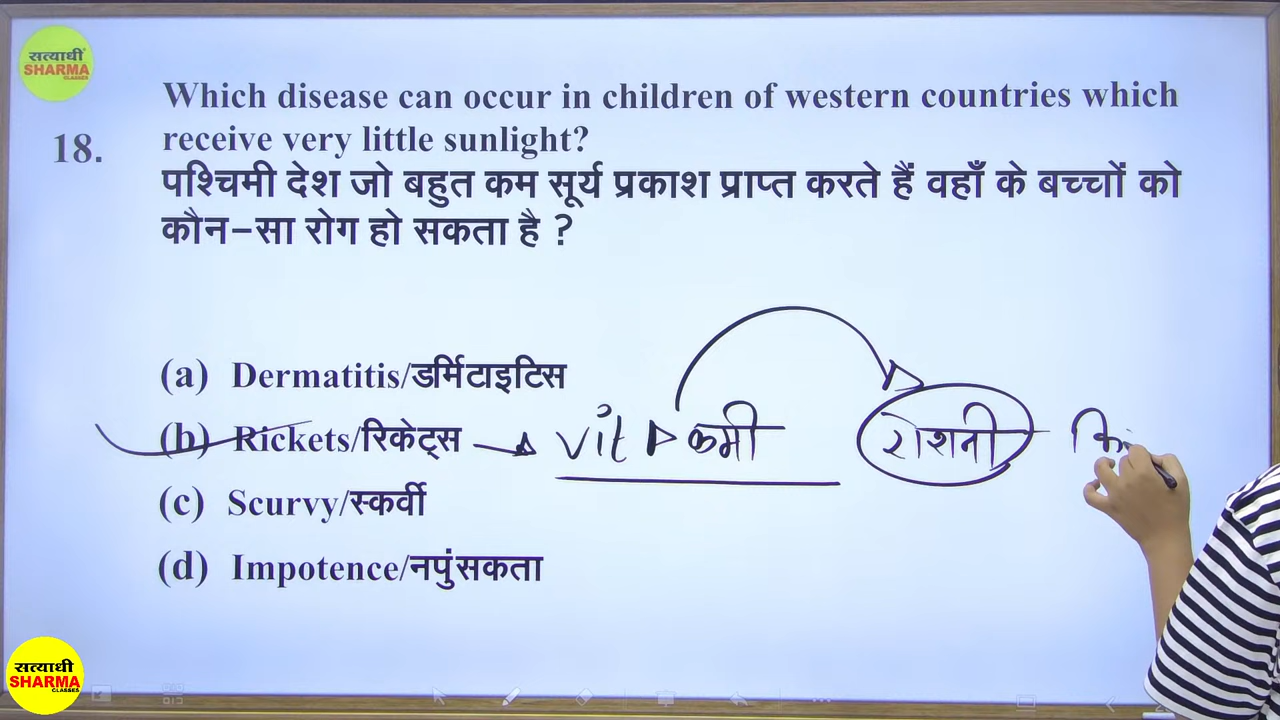 सत्यार्थी
SHARMA
CLASSES
18.
Which disease can occur in children of western countries which
receive very little sunlight?
पश्चिमी देश जो बहुत कम सूर्य प्रकाश प्राप्त करते हैं वहाँ के बच्चों को
कौन-सा रोग हो सकता है ?
(a) Dermatitis/डर्मिटाइटिस
(b) Rickets/रिकेट्स → vit D कमी रोशनी
(c) Scurvy/स्कर्वी
(d) Impotence/नपुंसकता
सत्यार्थी
SHARMA
CLASSES